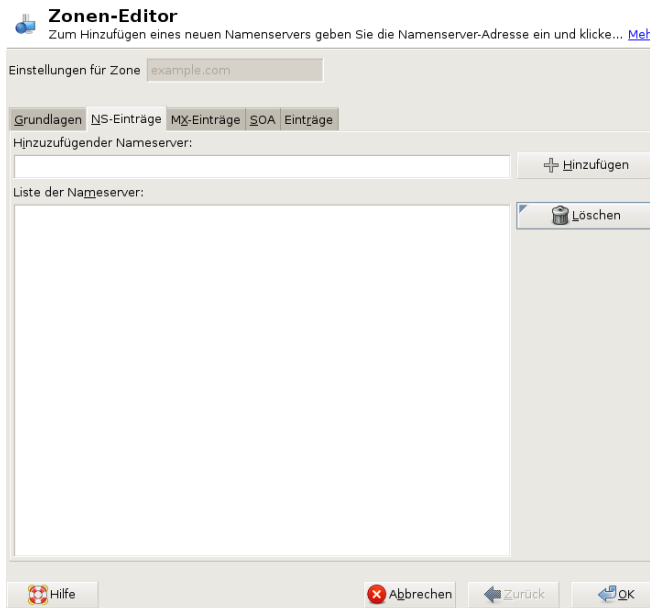 Zonen-Editor
Zum Hinzufügen eines neuen Namenservers geben Sie die Namenserver-Adresse ein und klicke... Meh
Einstellungen für Zone example.com
Grundlagen NS-Einträge MX-Einträge SOA Einträge
Hinzuzufügender Nameserver:
Hinzufügen
Liste der Nameserver:
Löschen
Hilfe Abbrechen Zurück OK